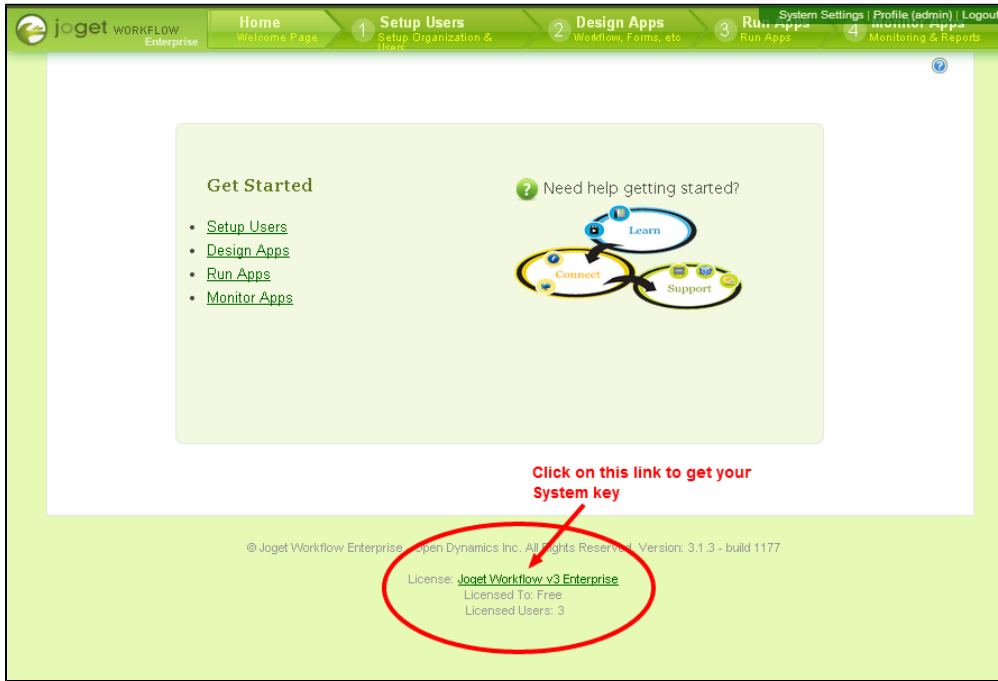 joget WORKFLOW
Enterprise
Home
Welcome Page
1 Setup Users
Setup Organization &
Users
2 Design Apps
Workflow, Forms, etc
3 Run Apps
Run Apps
4 Monitor Apps
Monitoring & Reports
System Settings | Profile (admin) | Logout
?
Get Started
• Setup Users
• Design Apps
• Run Apps
• Monitor Apps
? Need help getting started?
Learn
Connect
Support
Click on this link to get your
System key
© Joget Workflow Enterprise - Open Dynamics Inc. All Rights Reserved. Version: 3.1.3 - build 1177
License: Joget Workflow v3 Enterprise
Licensed To: Free
Licensed Users: 3